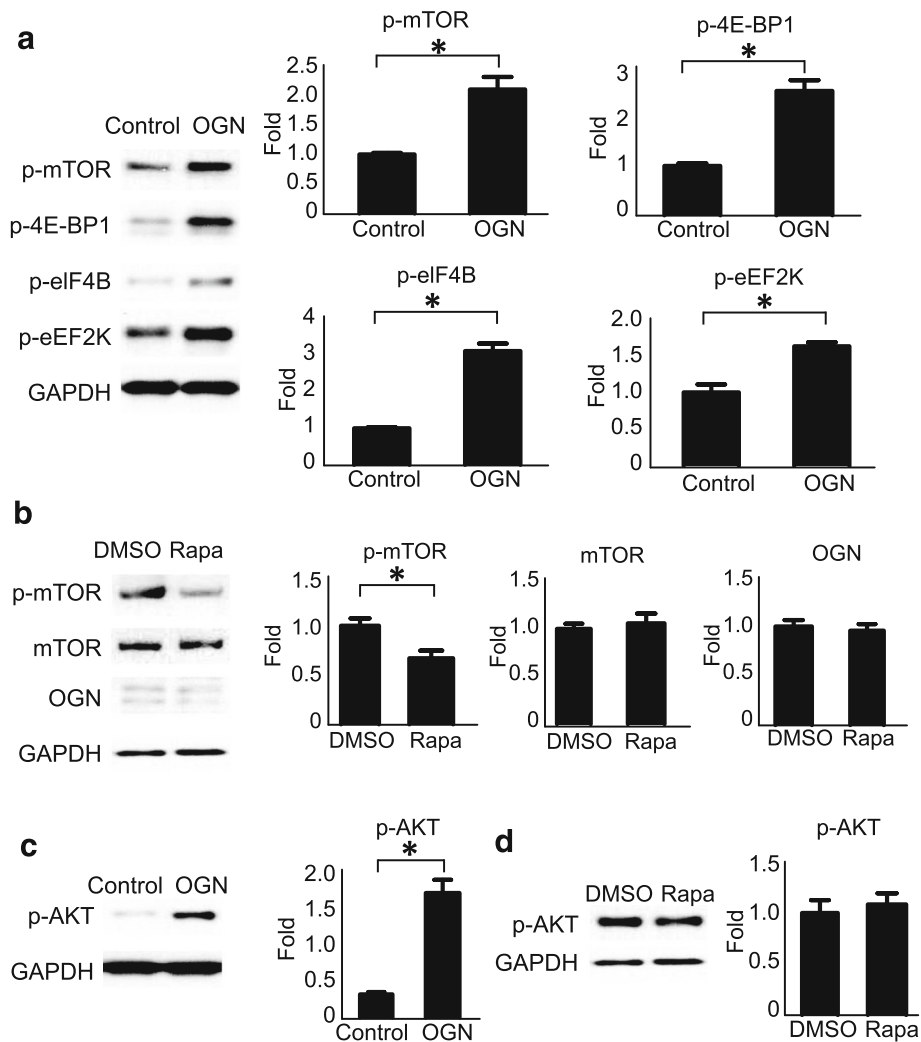 a
Control OGN
p-mTOR
p-4E-BP1
p-eIF4B
p-eEF2K
GAPDH
p-mTOR
*
Fold
2.5
2.0
1.0
0.5
0
Control OGN
p-4E-BP1
*
Fold
3
2
1
0
Control OGN
p-eIF4B
*
Fold
4
3
1
0
Control OGN
p-eEF2K
*
Fold
2.0
1.5
1.0
0.5
0
Control OGN
b
DMSO Rapa
p-mTOR
mTOR
OGN
GAPDH
p-mTOR
*
Fold
1.5
1.0
0.5
0
DMSO Rapa
mTOR
Fold
1.5
1.0
0.5
0
DMSO Rapa
OGN
Fold
1.5
1.0
0.5
0
DMSO Rapa
c
Control OGN
p-AKT
GAPDH
p-AKT
*
Fold
2.0
1.5
1.0
0.5
0
Control OGN
d
DMSO Rapa
p-AKT
GAPDH
p-AKT
Fold
1.5
1.0
0.5
0
DMSO Rapa